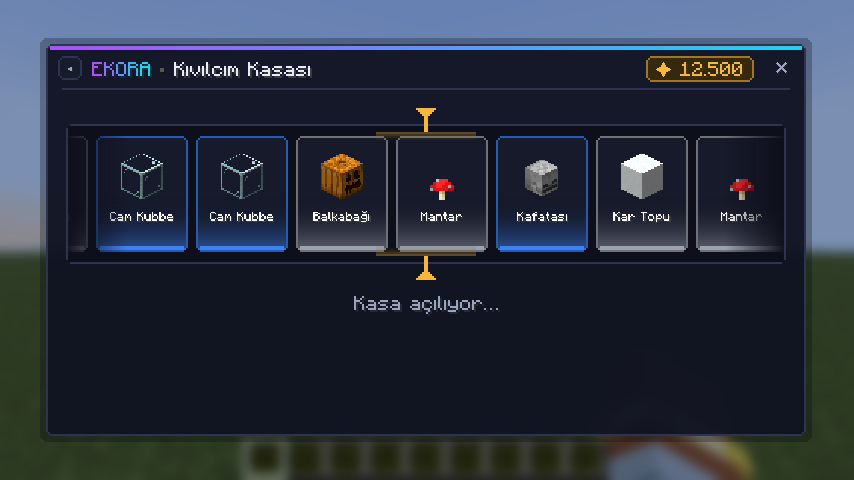 EKORA · Kıvılcım Kasası
12.500
Cam Kubbe
Cam Kubbe
Balkabağı
Mantar
Kafatası
Kar Topu
Mantar
Kasa açılıyor...